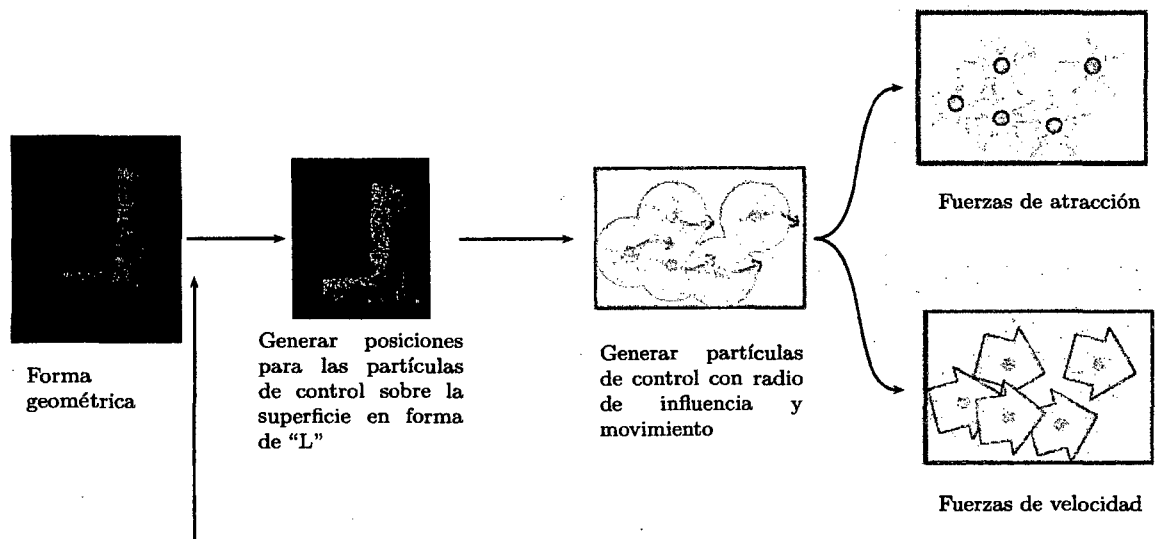 Forma
geométrica
Generar posiciones
para las partículas
de control sobre la
superficie en forma
de “L”
Generar partículas
de control con radio
de influencia y
movimiento
Fuerzas de atracción
Fuerzas de velocidad